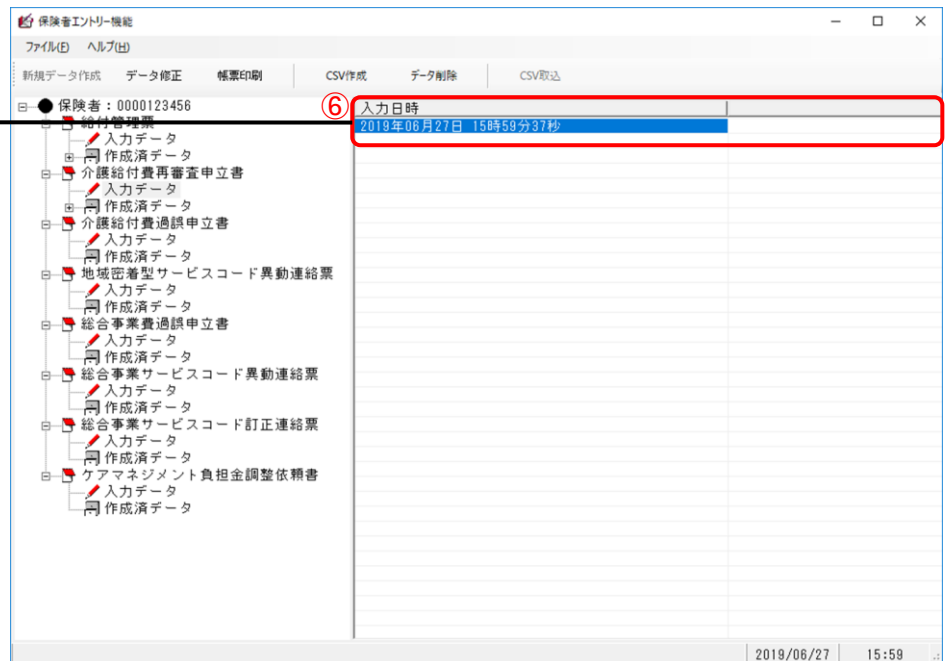 保険者エントリー機能
ファイル(F) ヘルプ(H)
新規データ作成 データ修正 帳票印刷 CSV作成 データ削除 CSV取込
保険者：0000123456
給付管理票
入力データ
作成済データ
介護給付費再審査申立書
入力データ
作成済データ
介護給付費過誤申立書
入力データ
作成済データ
地域密着型サービスコード異動連絡票
入力データ
作成済データ
総合事業費過誤申立書
入力データ
作成済データ
総合事業サービスコード異動連絡票
入力データ
作成済データ
総合事業サービスコード訂正連絡票
入力データ
作成済データ
ケアマネジメント負担金調整依頼書
入力データ
作成済データ
⑥
入力日時
2019年06月27日 15時59分37秒
2019/06/27 15:59